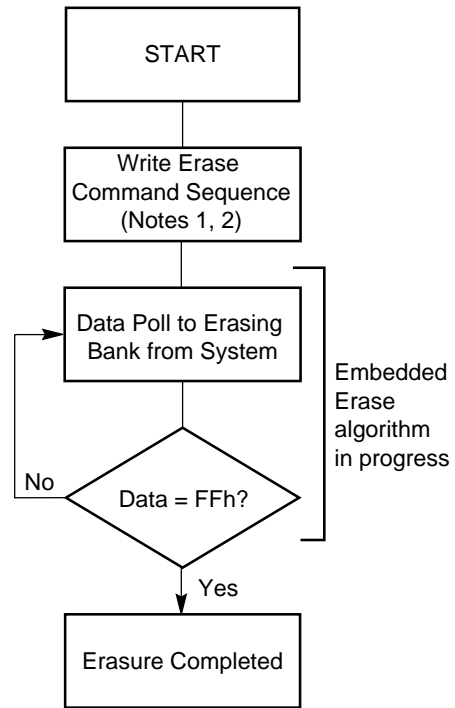 START
Write Erase
Command Sequence
(Notes 1, 2)
Data Poll to Erasing
Bank from System
Embedded
Erase
algorithm
in progress
No
Data = FFh?
Yes
Erasure Completed